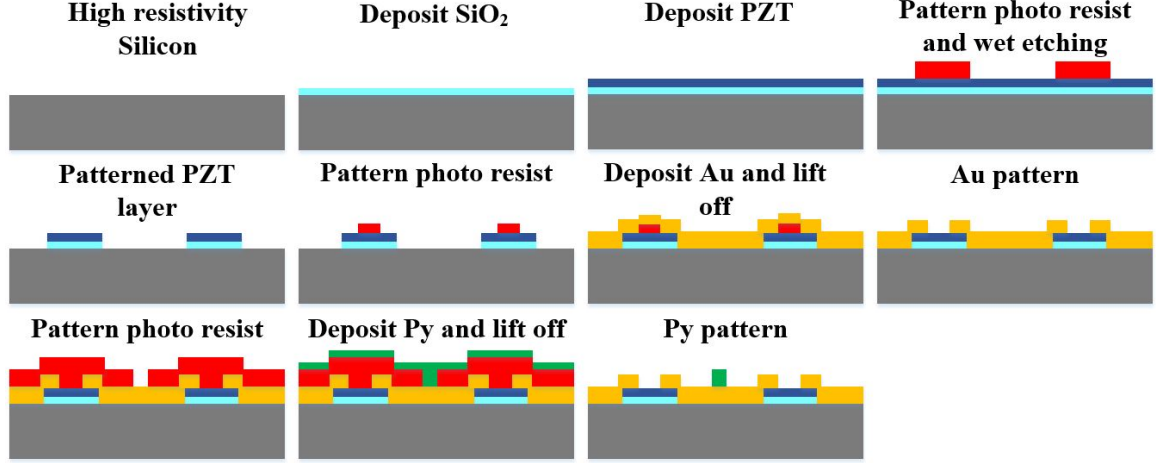 High resistivity
Silicon
Deposit SiO₂
Deposit PZT
Pattern photo resist
and wet etching
Patterned PZT
layer
Pattern photo resist
Deposit Au and lift
off
Au pattern
Pattern photo resist
Deposit Py and lift off
Py pattern